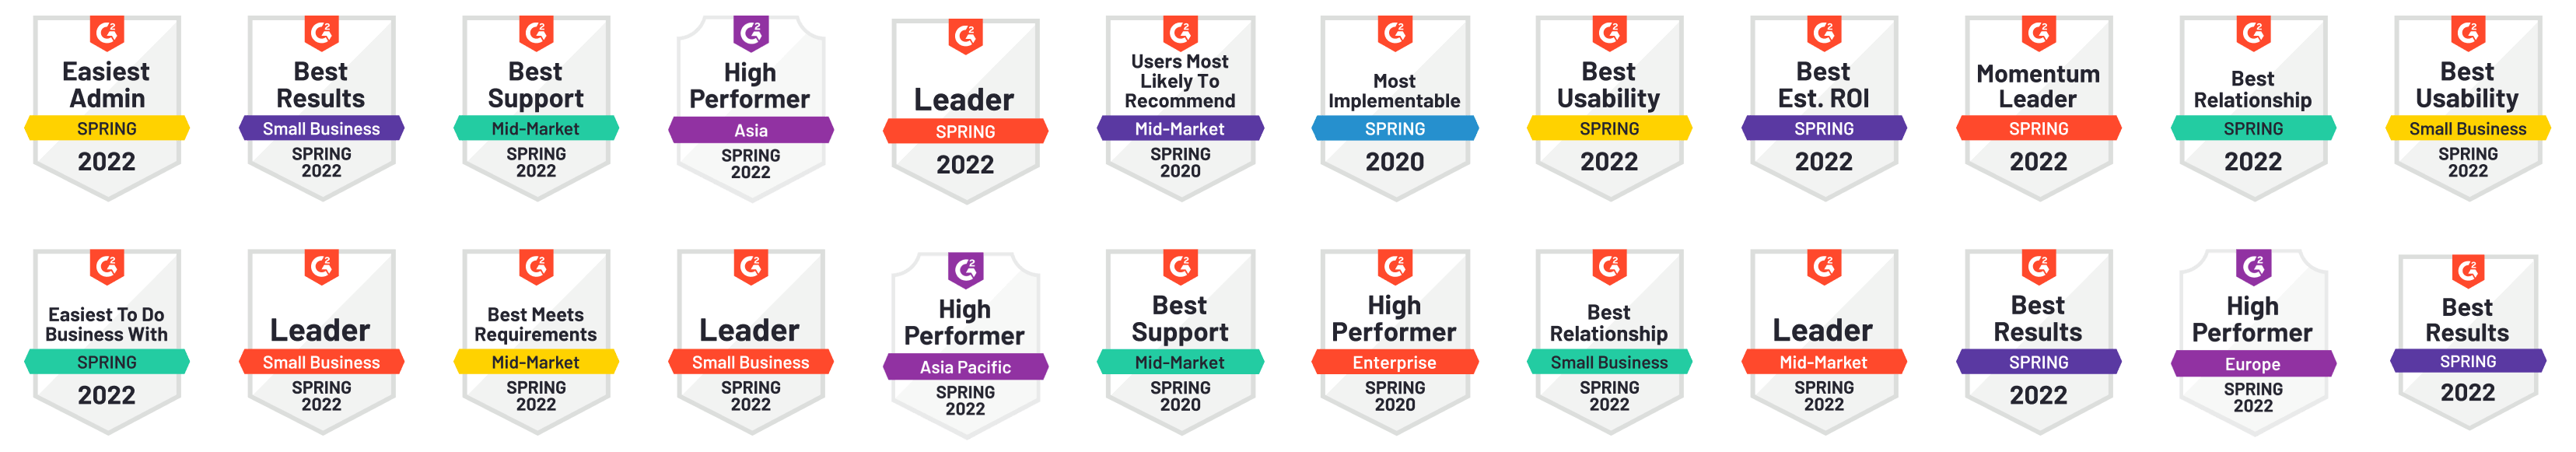 G2
Easiest
Admin
SPRING
2022
G2
Best
Results
Small Business
SPRING
2022
G2
Best
Support
Mid-Market
SPRING
2022
G2
High
Performer
Asia
SPRING
2022
G2
Leader
SPRING
2022
G2
Users Most
Likely To
Recommend
Mid-Market
SPRING
2020
G2
Most
Implementable
SPRING
2020
G2
Best
Usability
SPRING
2022
G2
Best
Est. ROI
SPRING
2022
G2
Momentum
Leader
SPRING
2022
G2
Best
Relationship
SPRING
2022
G2
Best
Usability
Small Business
SPRING
2022
G2
Easiest To Do
Business With
SPRING
2022
G2
Leader
Small Business
SPRING
2022
G2
Best Meets
Requirements
Mid-Market
SPRING
2022
G2
Leader
Small Business
SPRING
2022
G2
High
Performer
Asia Pacific
SPRING
2022
G2
Best
Support
Mid-Market
SPRING
2020
G2
High
Performer
Enterprise
SPRING
2020
G2
Best
Relationship
Small Business
SPRING
2022
G2
Leader
Mid-Market
SPRING
2022
G2
Best
Results
SPRING
2022
G2
High
Performer
Europe
SPRING
2022
G2
Best
Results
SPRING
2022